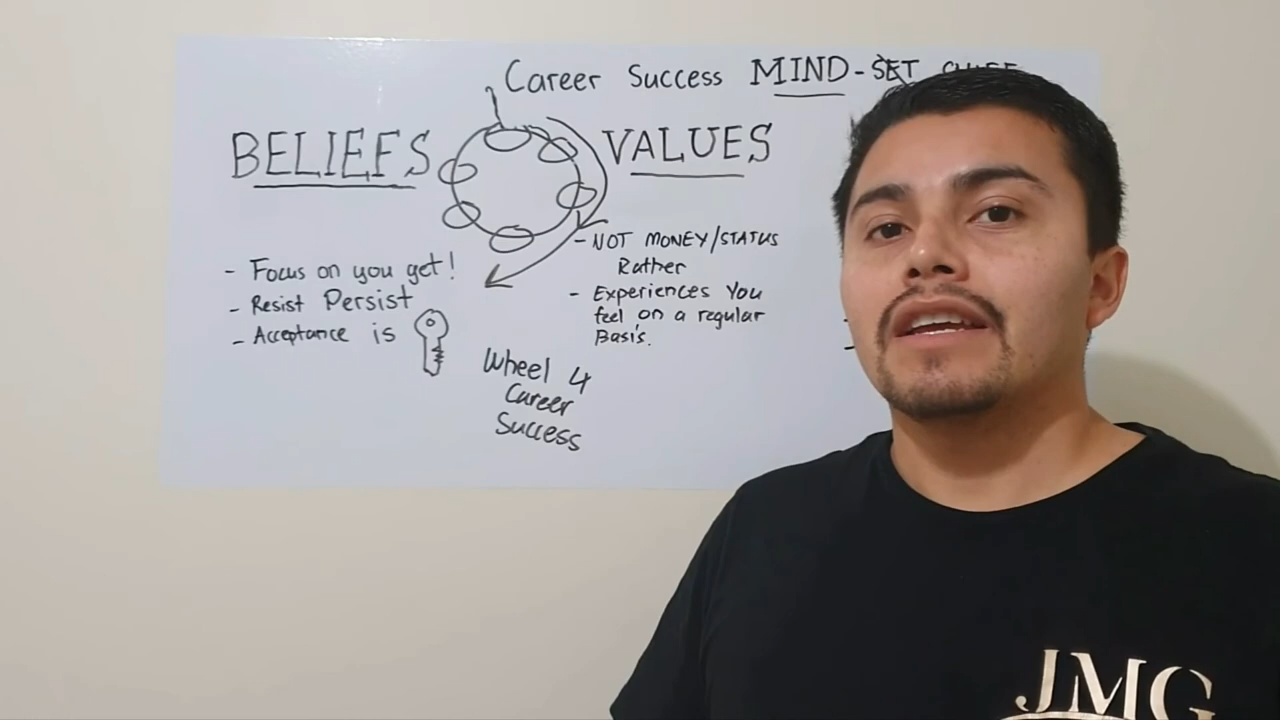 Career Success MIND-SET
BELIEFS
VALUES
- Focus on you get!
- Resist Persist
- Acceptance is
- NOT MONEY/STATUS
Rather
- Experiences You
feel on a regular
Basis.
Wheel 4
Career
Success
JMG